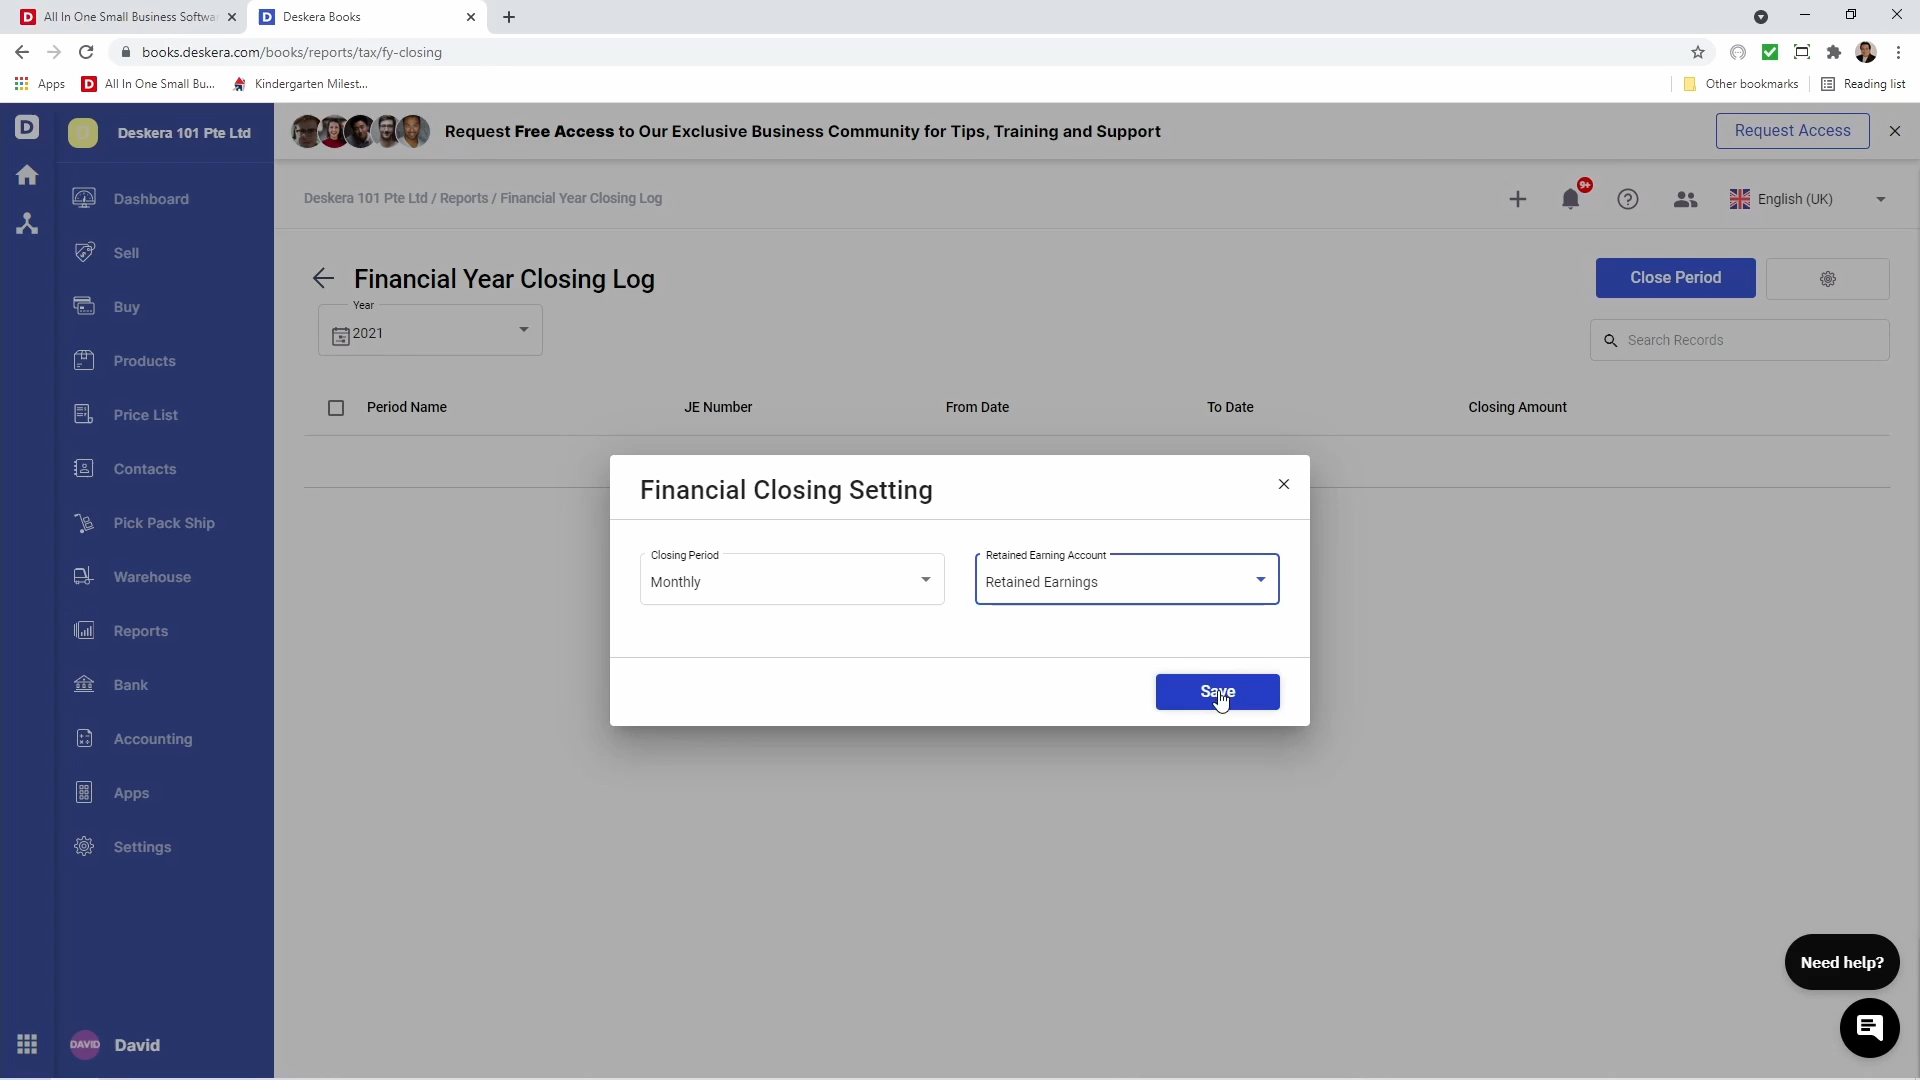 All In One Small Business Softwa
Deskera Books
books.deskera.com/books/reports/tax/fy-closing
Apps
All In One Small Bu...
Kindergarten Milest...
Other bookmarks
Reading list
Deskera 101 Pte Ltd
Request Free Access to Our Exclusive Business Community for Tips, Training and Support
Request Access
Deskera 101 Pte Ltd / Reports / Financial Year Closing Log
9+
English (UK)
Dashboard
Sell
Buy
Products
Price List
Contacts
Pick Pack Ship
Warehouse
Reports
Bank
Accounting
Apps
Settings
DAVID
David
Financial Year Closing Log
Close Period
Year
2021
Search Records
Period Name
JE Number
From Date
To Date
Closing Amount
Financial Closing Setting
Closing Period
Monthly
Retained Earning Account
Retained Earnings
Save
Need help?